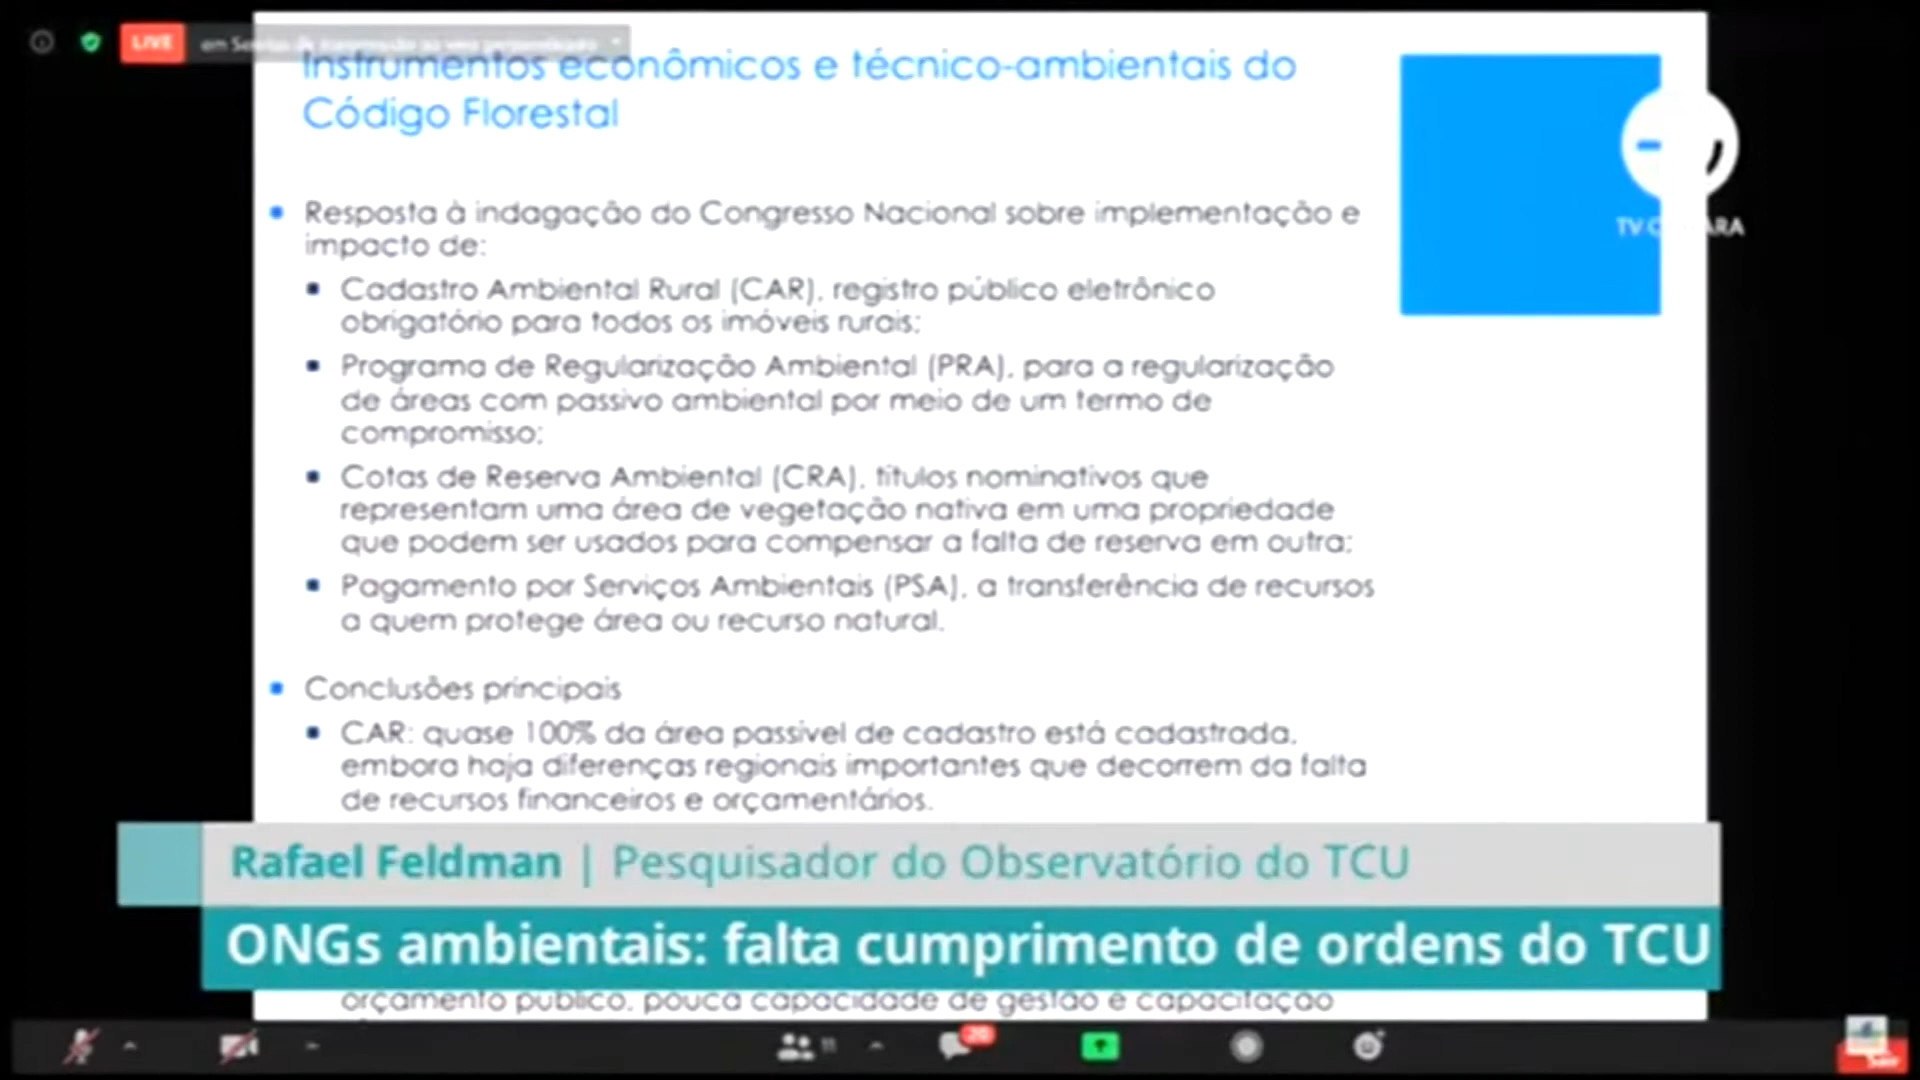 LIVE
Instrumentos econômicos e técnico-ambientais do
Código Florestal
TV
ARA
Resposta à indagação do Congresso Nacional sobre implementação e
impacto de:
Cadastro Ambiental Rural (CAR), registro público eletrônico
obrigatório para todos os imóveis rurais;
Programa de Regularização Ambiental (PRA), para a regularização
de áreas com passivo ambiental por meio de um termo de
compromisso;
Cotas de Reserva Ambiental (CRA), títulos nominativos que
representam uma área de vegetação nativa em uma propriedade
que podem ser usados para compensar a falta de reserva em outra;
Pagamento por Serviços Ambientais (PSA), a transferência de recursos
a quem protege área ou recurso natural.
Conclusões principais
CAR: quase 100% da área passível de cadastro está cadastrada,
embora haja diferenças regionais importantes que decorrem da falta
de recursos financeiros e orçamentários.
Rafael Feldman | Pesquisador do Observatório do TCU
ONGs ambientais: falta cumprimento de ordens do TCU
orçamento público, pouca capacidade de gestão e capacitação
11
20
Sair